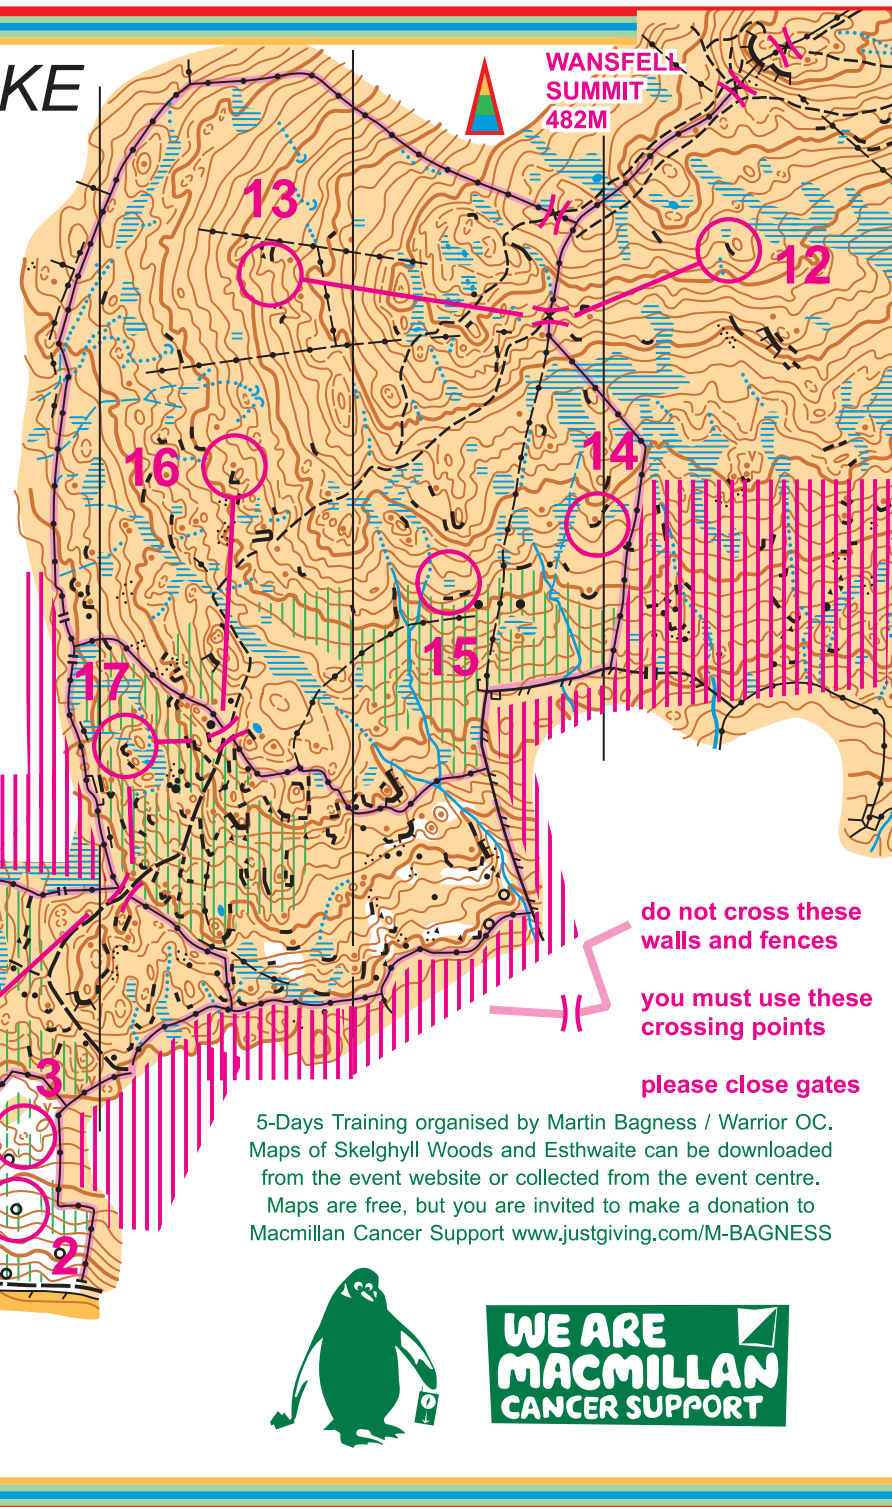 KE
WANSFELL
SUMMIT
482M
13
12
14
16
15
17
do not cross these
walls and fences
you must use these
crossing points
please close gates
3
2
5-Days Training organised by Martin Bagness / Warrior OC.
Maps of Skelghyll Woods and Esthwaite can be downloaded
from the event website or collected from the event centre.
Maps are free, but you are invited to make a donation to
Macmillan Cancer Support www.justgiving.com/M-BAGNESS
WE ARE
MACMILLAN
CANCER SUPPORT